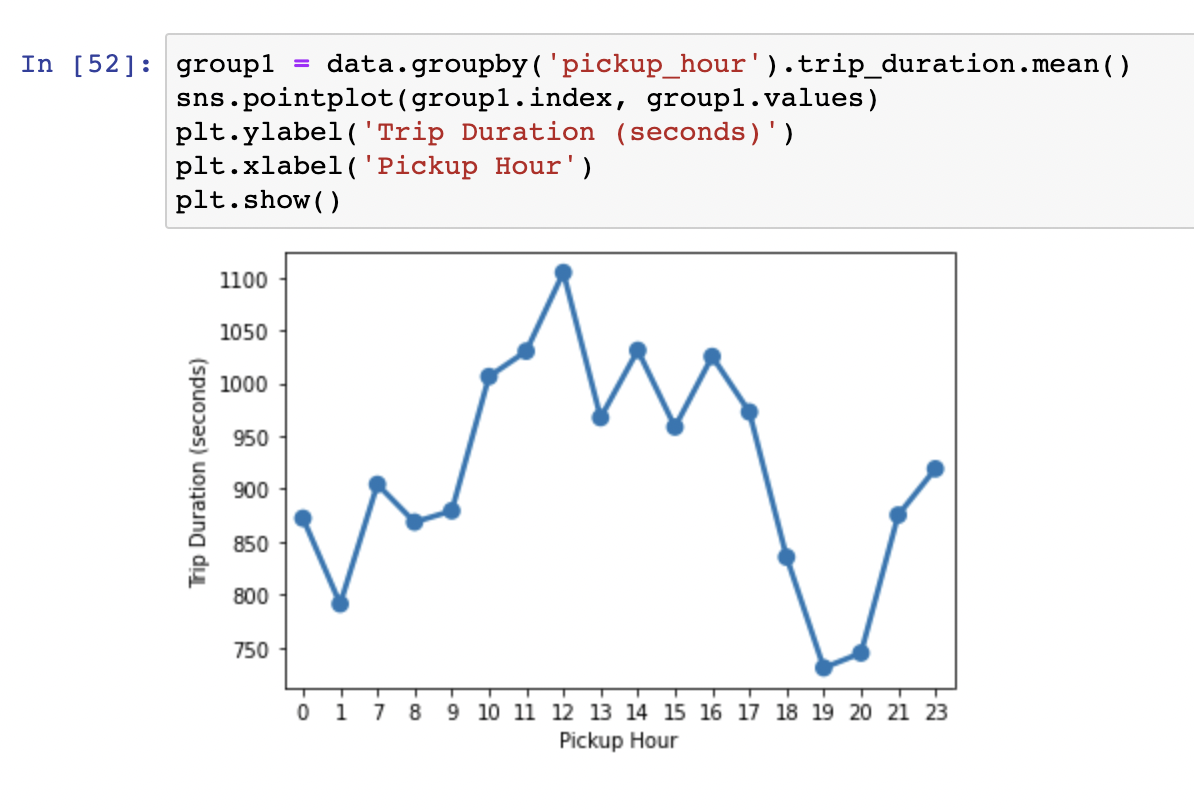 In [52]: group1 = data.groupby('pickup_hour').trip_duration.mean()
sns.pointplot(group1.index, group1.values)
plt.ylabel('Trip Duration (seconds)')
plt.xlabel('Pickup Hour')
plt.show()
1100
1050
1000
950
900
850
800
750
Trip Duration (seconds)
0 1 7 8 9 10 11 12 13 14 15 16 17 18 19 20 21 23
Pickup Hour